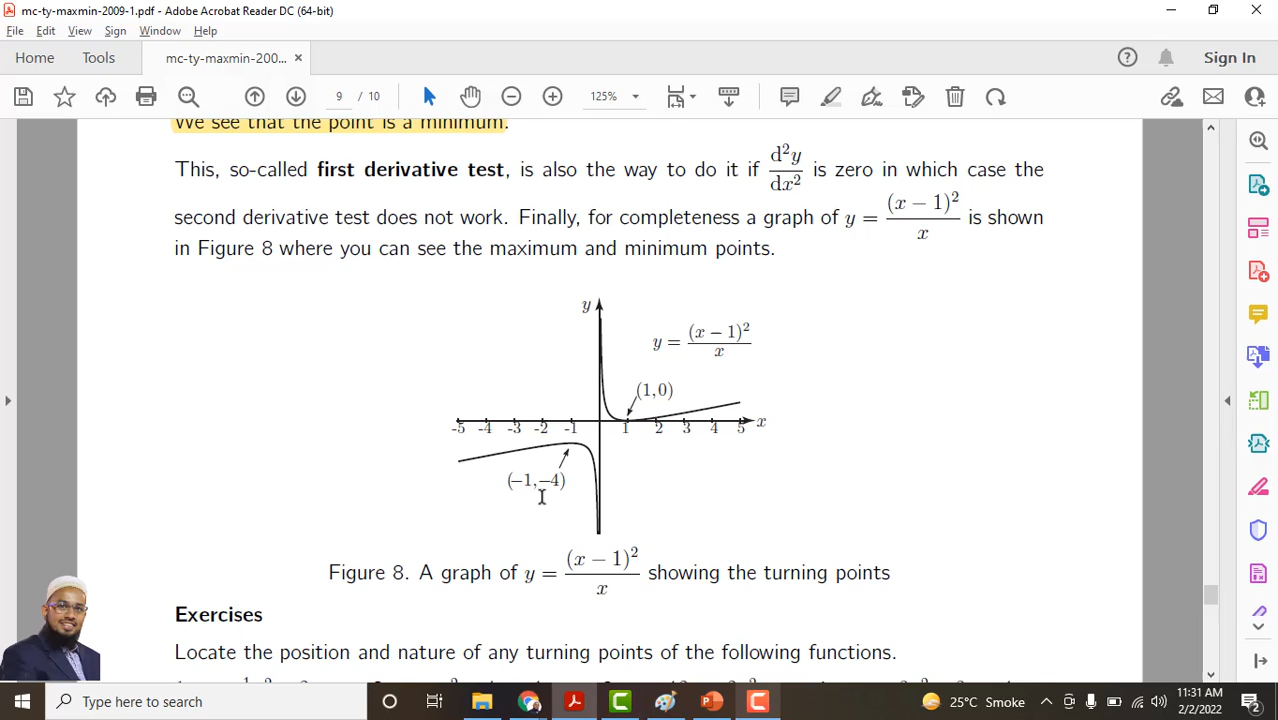 mc-ty-maxmin-2009-1.pdf - Adobe Acrobat Reader DC (64-bit)
File Edit View Sign Window Help
Home Tools mc-ty-maxmin-200... × Sign In
9 / 10 125%
We see that the point is a minimum.
This, so-called first derivative test, is also the way to do it if d²y/dx² is zero in which case the
second derivative test does not work. Finally, for completeness a graph of y = (x − 1)²/x is shown
in Figure 8 where you can see the maximum and minimum points.
y
y = (x − 1)²/x
(1,0)
-5 -4 -3 -2 -1 1 2 3 4 5 x
(−1,−4)
Figure 8. A graph of y = (x − 1)²/x showing the turning points
Exercises
Locate the position and nature of any turning points of the following functions.
Type here to search
25°C Smoke
11:31 AM
2/2/2022
2